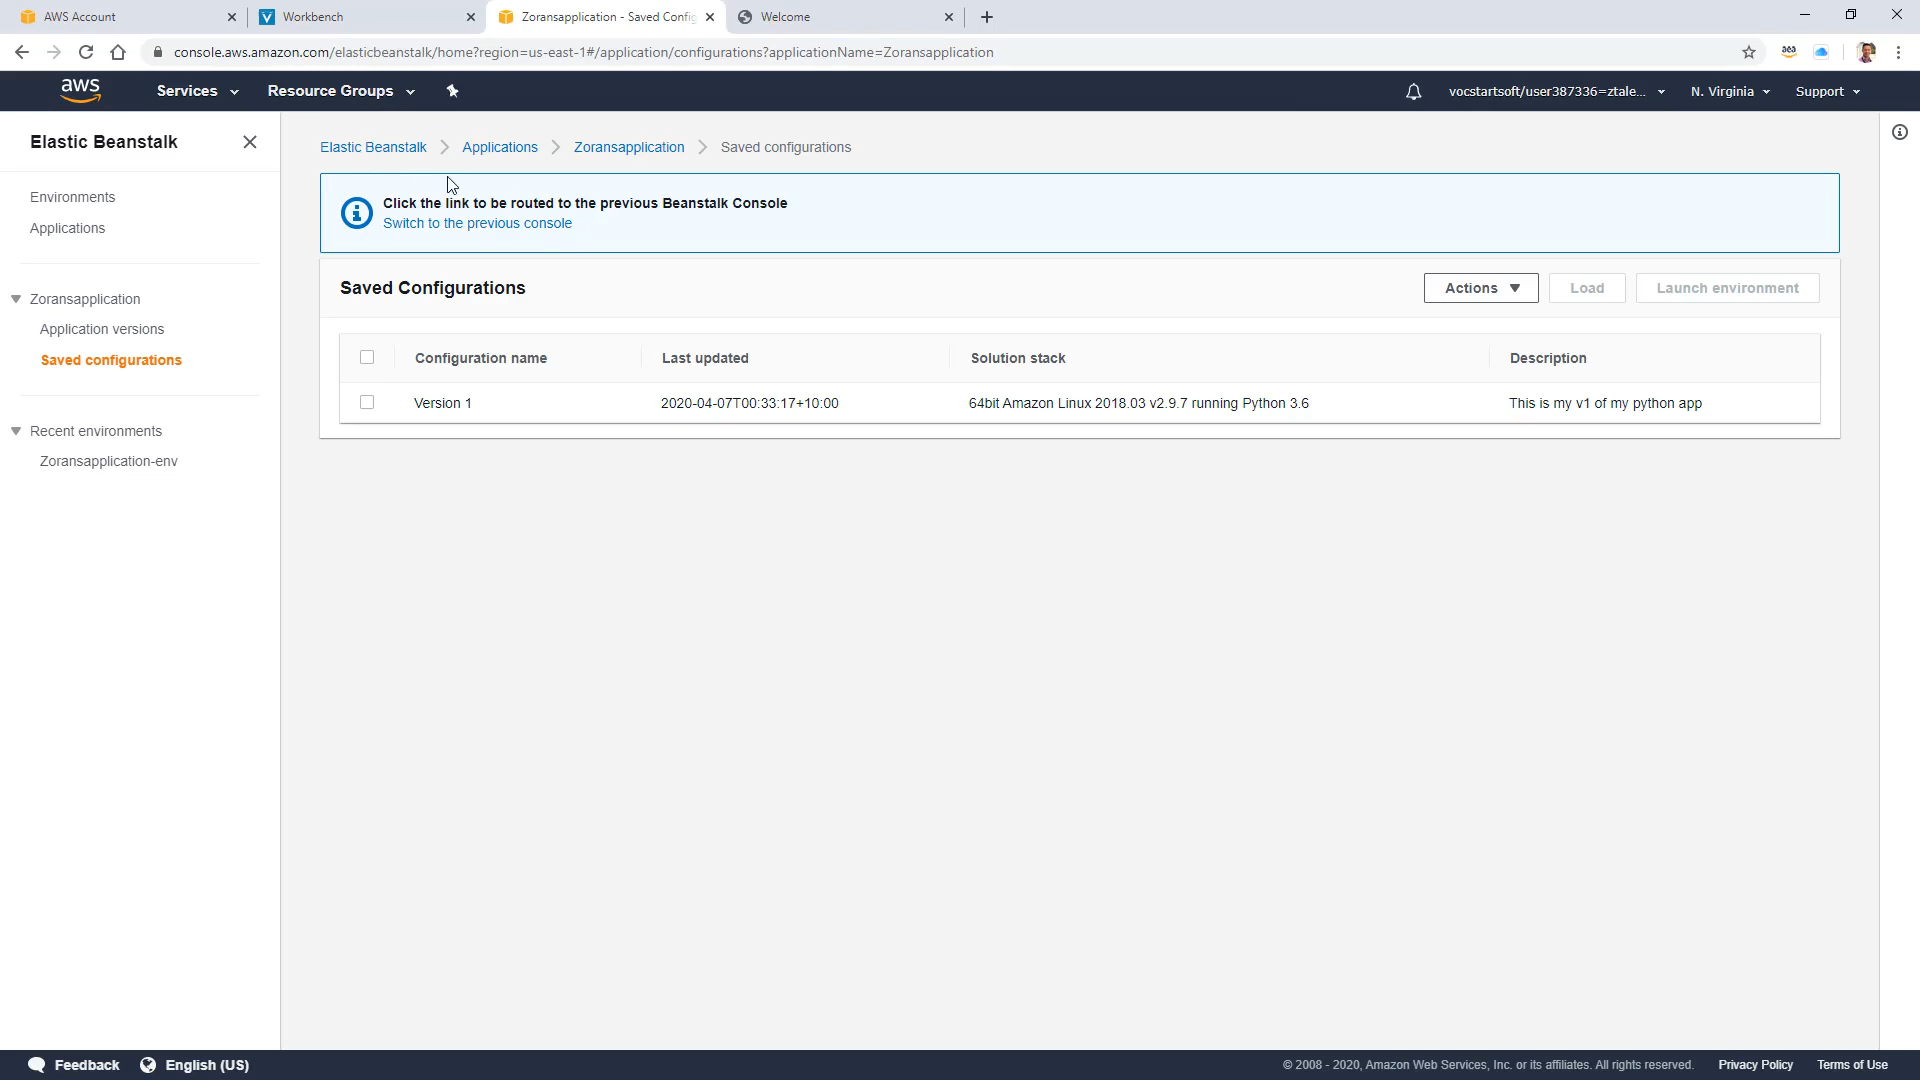 AWS Account
Workbench
Zoransapplication - Saved Config
Welcome
console.aws.amazon.com/elasticbeanstalk/home?region=us-east-1#/application/configurations?applicationName=Zoransapplication
aws
Services
Resource Groups
vocstartsoft/user387336=ztale...
N. Virginia
Support
Elastic Beanstalk
Environments
Applications
Zoransapplication
Application versions
Saved configurations
Recent environments
Zoransapplication-env
Elastic Beanstalk
Applications
Zoransapplication
Saved configurations
Click the link to be routed to the previous Beanstalk Console
Switch to the previous console
Saved Configurations
Actions
Load
Launch environment
Configuration name
Last updated
Solution stack
Description
Version 1
2020-04-07T00:33:17+10:00
64bit Amazon Linux 2018.03 v2.9.7 running Python 3.6
This is my v1 of my python app
Feedback
English (US)
© 2008 - 2020, Amazon Web Services, Inc. or its affiliates. All rights reserved.
Privacy Policy
Terms of Use